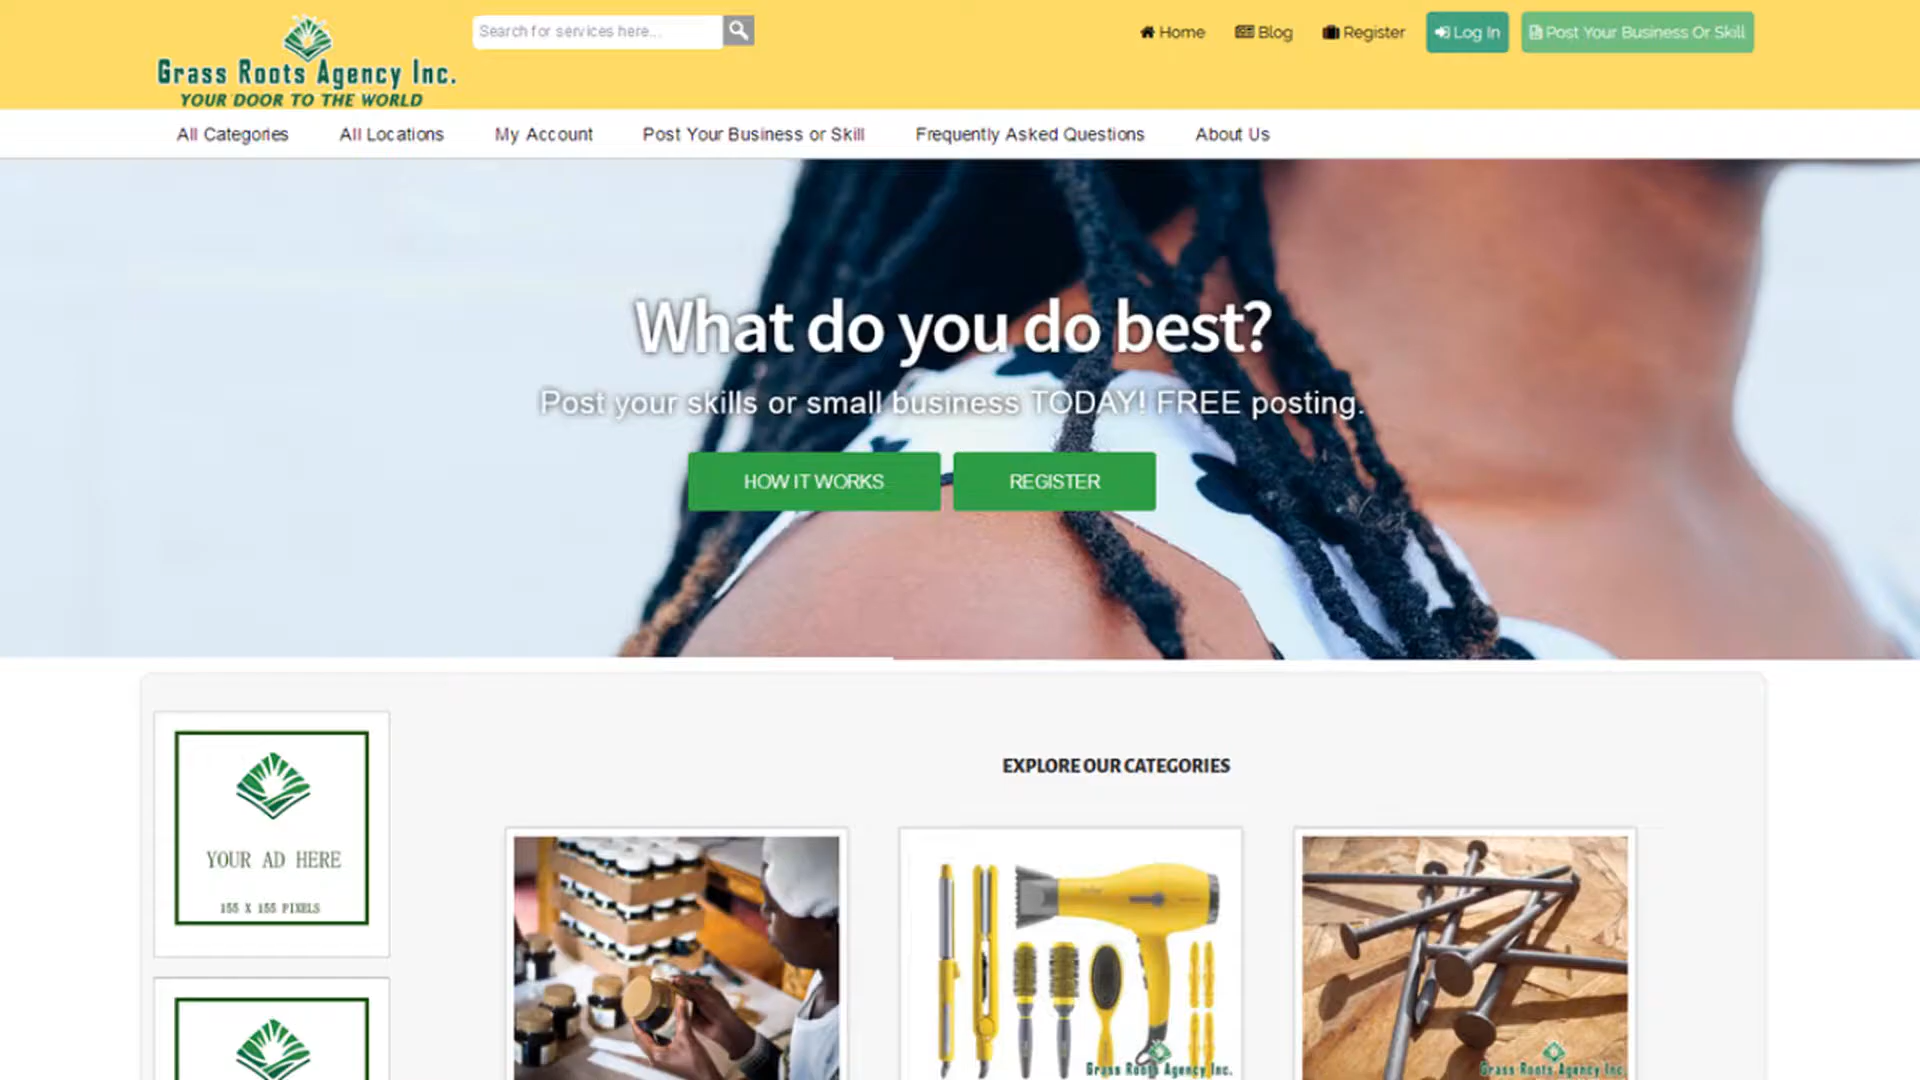 Grass Roots Agency Inc.
YOUR DOOR TO THE WORLD
Search for services here...
Home
Blog
Register
Log In
Post Your Business Or Skill
All Categories
All Locations
My Account
Post Your Business or Skill
Frequently Asked Questions
About Us
What do you do best?
Post your skills or small business TODAY! FREE posting.
HOW IT WORKS
REGISTER
YOUR AD HERE
155 X 155 PIXELS
EXPLORE OUR CATEGORIES
Grass Roots Agency Inc.
Grass Roots Agency Inc.